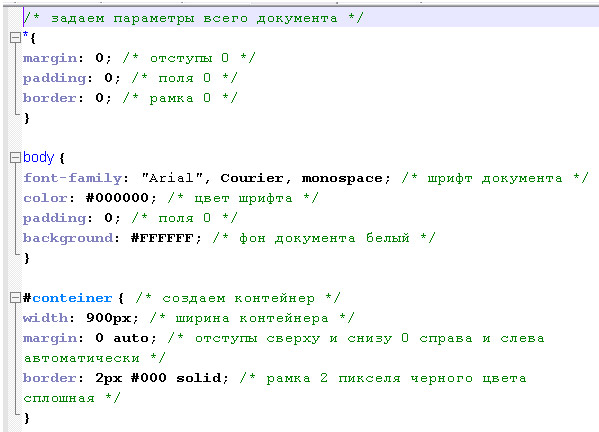 /* задаем параметры всего документа */
*{
margin: 0; /* отступы 0 */
padding: 0; /* поля 0 */
border: 0; /* рамка 0 */
}
body {
font-family: "Arial", Courier, monospace; /* шрифт документа */
color: #000000; /* цвет шрифта */
padding: 0; /* поля 0 */
background: #FFFFFF; /* фон документа белый */
}
#conteiner { /* создаем контейнер */
width: 900px; /* ширина контейнера */
margin: 0 auto; /* отступы сверху и снизу 0 справа и слева
автоматически */
border: 2px #000 solid; /* рамка 2 пикселя черного цвета
сплошная */
}